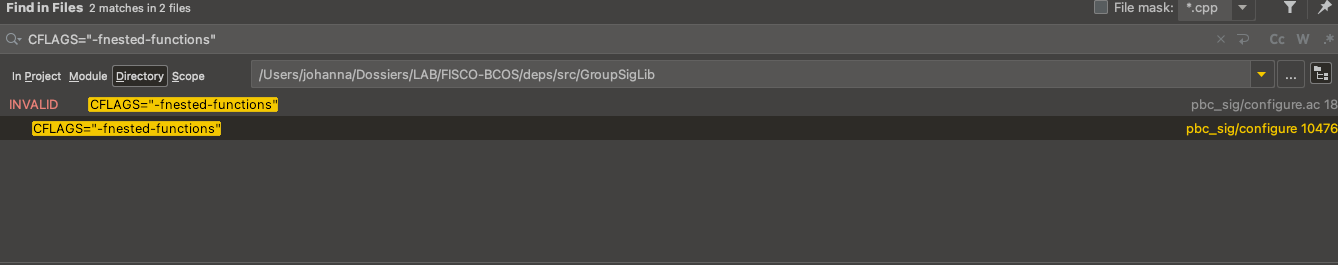 Find in Files 2 matches in 2 files File mask: *.cpp
CFLAGS="-fnested-functions" Cc W .*
In Project Module Directory Scope /Users/johanna/Dossiers/LAB/FISCO-BCOS/deps/src/GroupSigLib ...
INVALID CFLAGS="-fnested-functions" pbc_sig/configure.ac 18
CFLAGS="-fnested-functions" pbc_sig/configure 10476